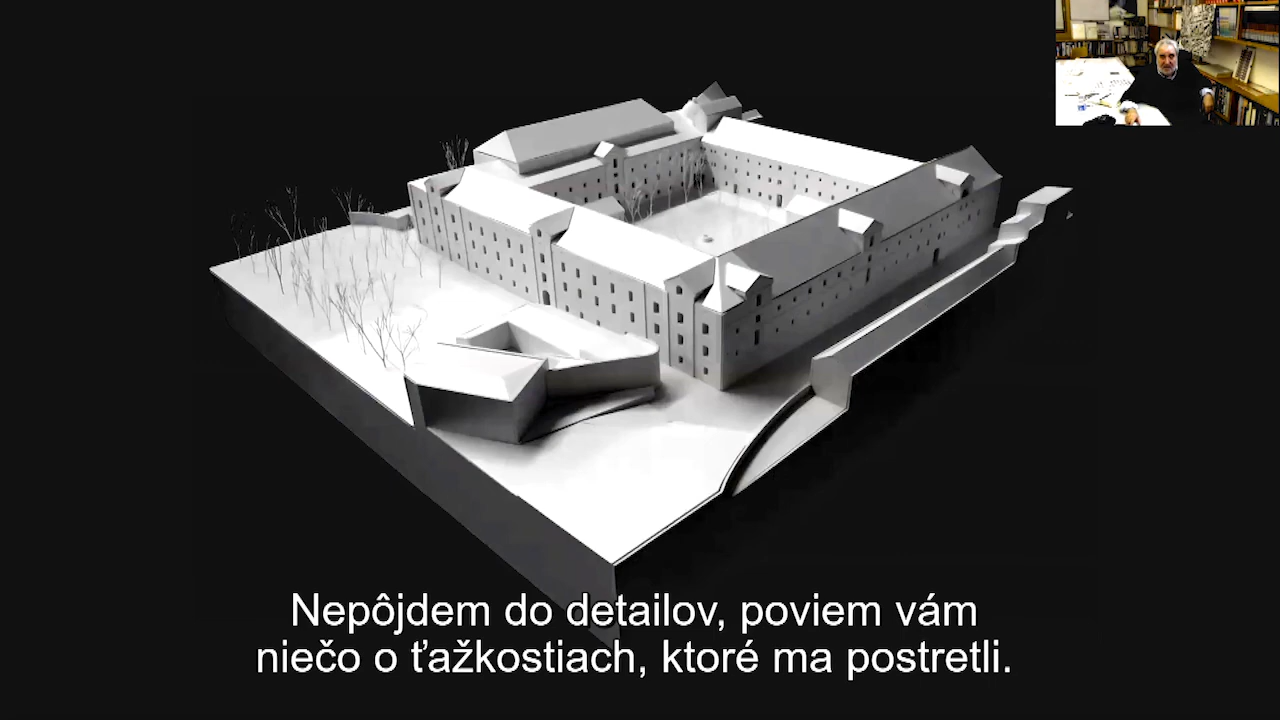 Nepôjdem do detailov, poviem vám
niečo o ťažkostiach, ktoré ma postretli.